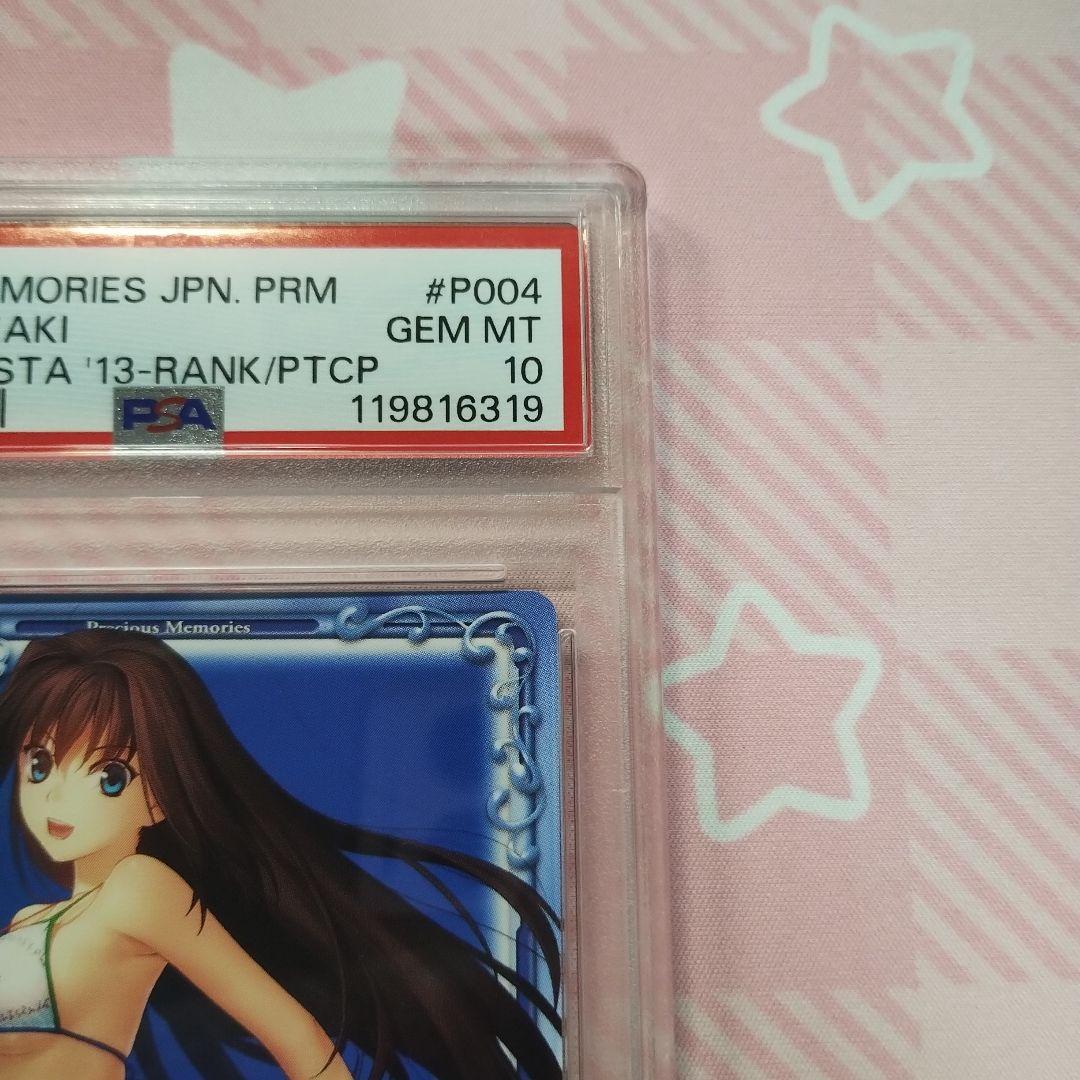 MORIES JPN. PRM #P004
AKI GEM MT
STA '13-RANK/PTCP 10
PSA 119816319
Precious Memories